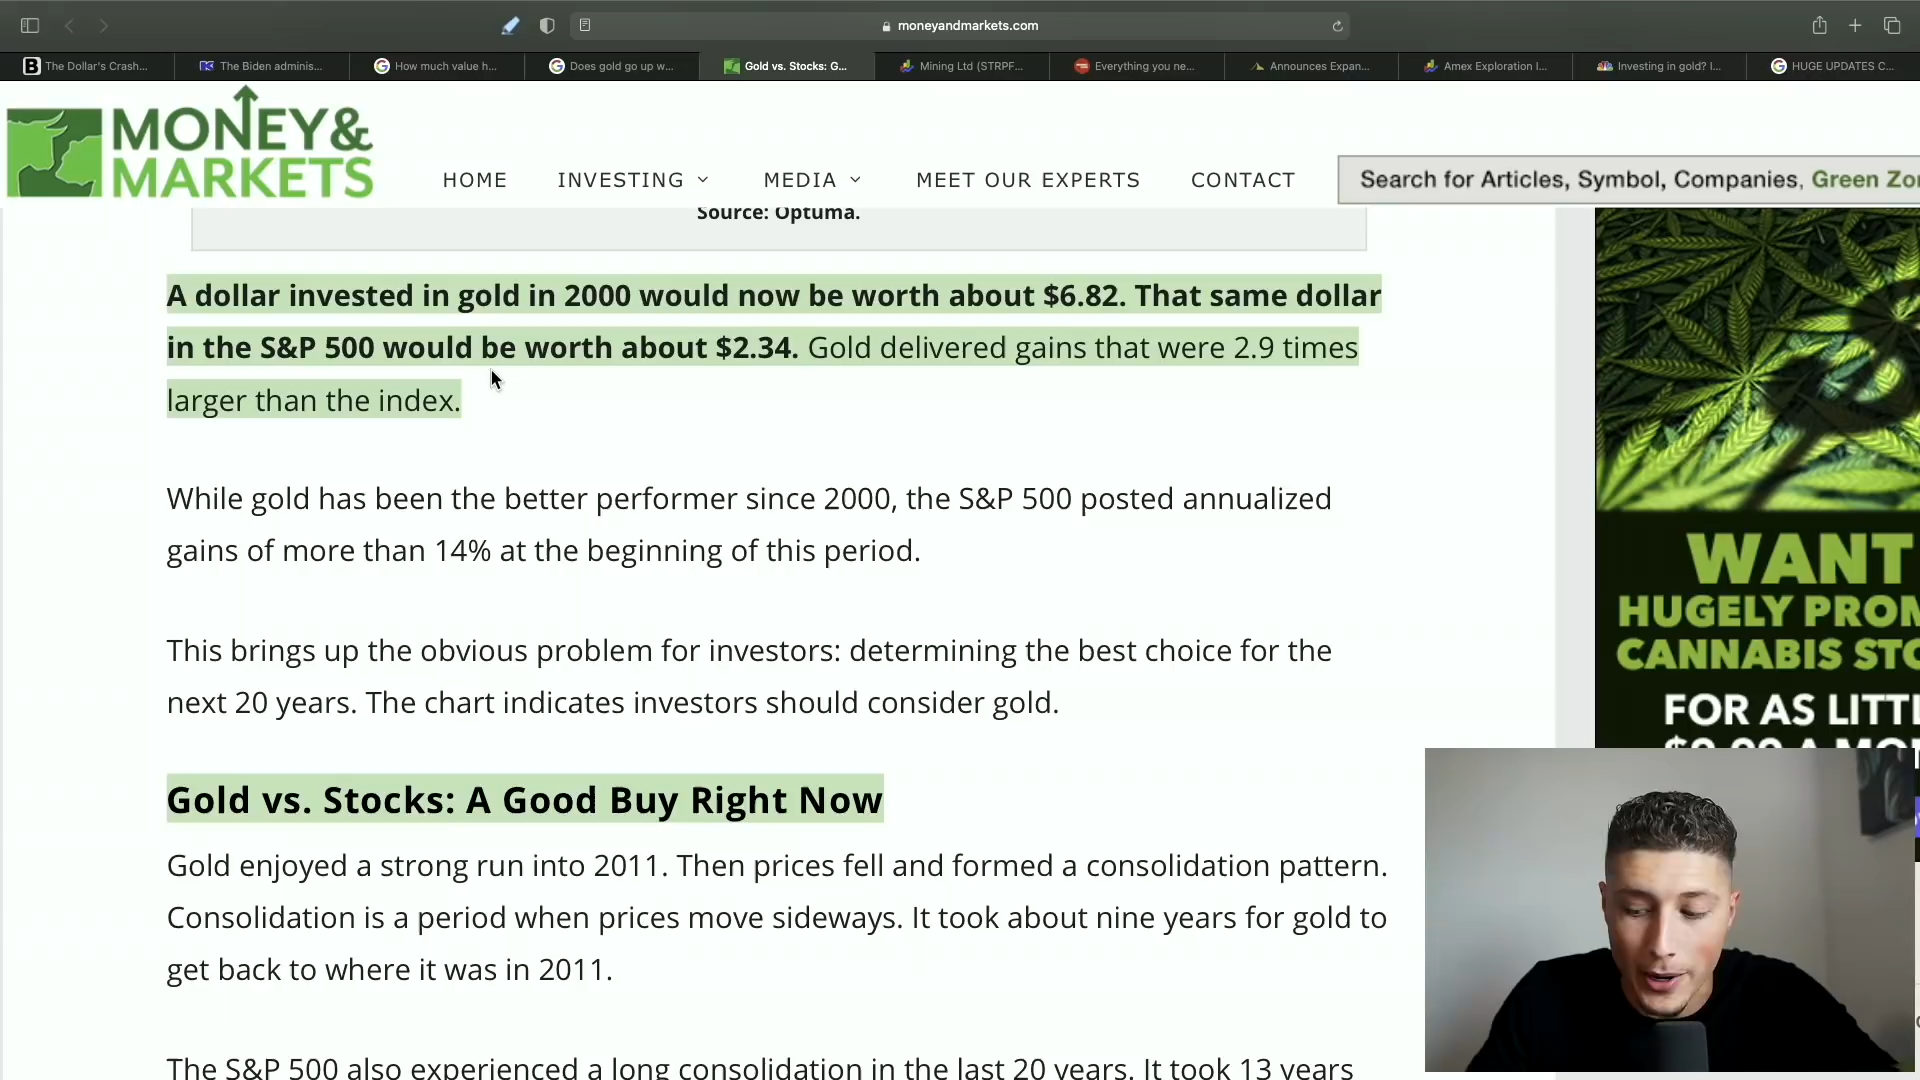 moneyandmarkets.com
The Dollar's Crash...
The Biden adminis...
How much value h...
Does gold go up w...
Gold vs. Stocks: G...
Mining Ltd (STRPF...
Everything you ne...
Announces Expan...
Amex Exploration I...
Investing in gold? I...
HUGE UPDATES C...
MONEY&
MARKETS
HOME
INVESTING
MEDIA
MEET OUR EXPERTS
CONTACT
Search for Articles, Symbol, Companies, Green Zo
Source: Optuma.
A dollar invested in gold in 2000 would now be worth about $6.82. That same dollar
in the S&P 500 would be worth about $2.34. Gold delivered gains that were 2.9 times
larger than the index.
While gold has been the better performer since 2000, the S&P 500 posted annualized
gains of more than 14% at the beginning of this period.
This brings up the obvious problem for investors: determining the best choice for the
next 20 years. The chart indicates investors should consider gold.
Gold vs. Stocks: A Good Buy Right Now
Gold enjoyed a strong run into 2011. Then prices fell and formed a consolidation pattern.
Consolidation is a period when prices move sideways. It took about nine years for gold to
get back to where it was in 2011.
The S&P 500 also experienced a long consolidation in the last 20 years. It took 13 years
WANT
HUGELY PROM
CANNABIS STO
FOR AS LITTL